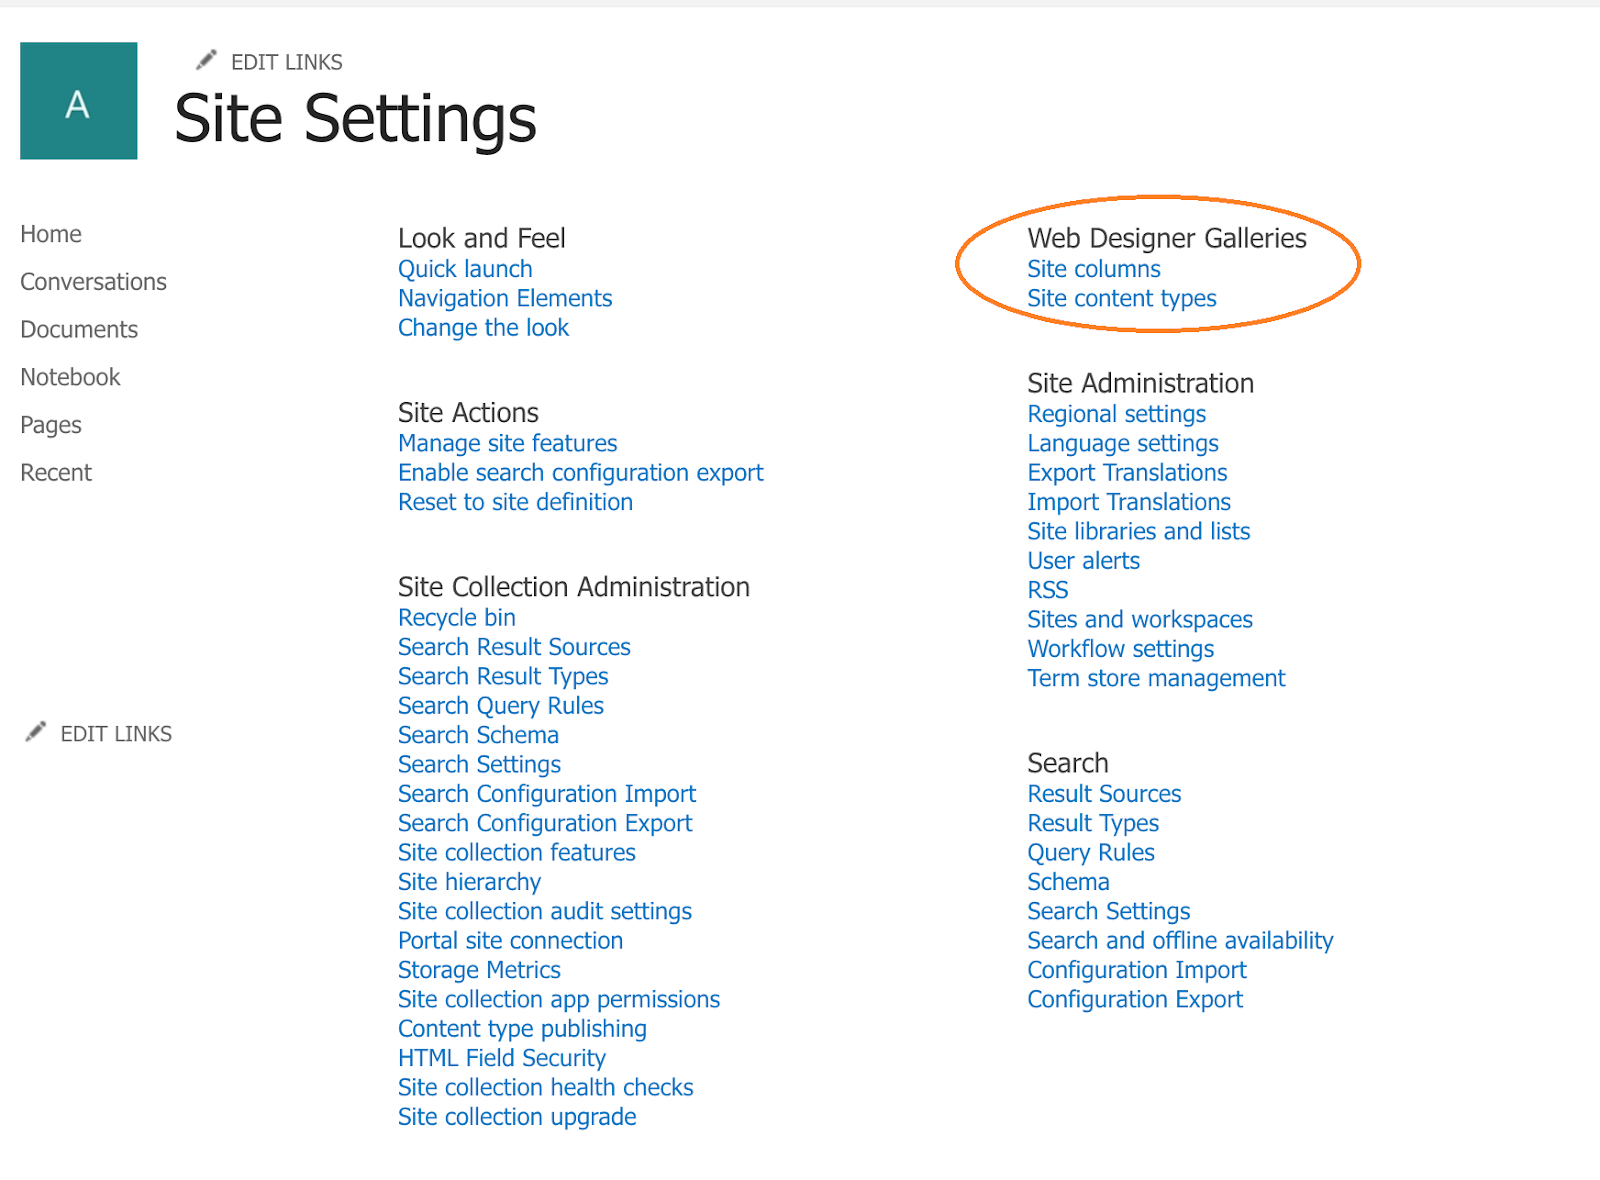 A
EDIT LINKS
Site Settings
Home
Conversations
Documents
Notebook
Pages
Recent
EDIT LINKS
Look and Feel
Quick launch
Navigation Elements
Change the look
Site Actions
Manage site features
Enable search configuration export
Reset to site definition
Site Collection Administration
Recycle bin
Search Result Sources
Search Result Types
Search Query Rules
Search Schema
Search Settings
Search Configuration Import
Search Configuration Export
Site collection features
Site hierarchy
Site collection audit settings
Portal site connection
Storage Metrics
Site collection app permissions
Content type publishing
HTML Field Security
Site collection health checks
Site collection upgrade
Web Designer Galleries
Site columns
Site content types
Site Administration
Regional settings
Language settings
Export Translations
Import Translations
Site libraries and lists
User alerts
RSS
Sites and workspaces
Workflow settings
Term store management
Search
Result Sources
Result Types
Query Rules
Schema
Search Settings
Search and offline availability
Configuration Import
Configuration Export